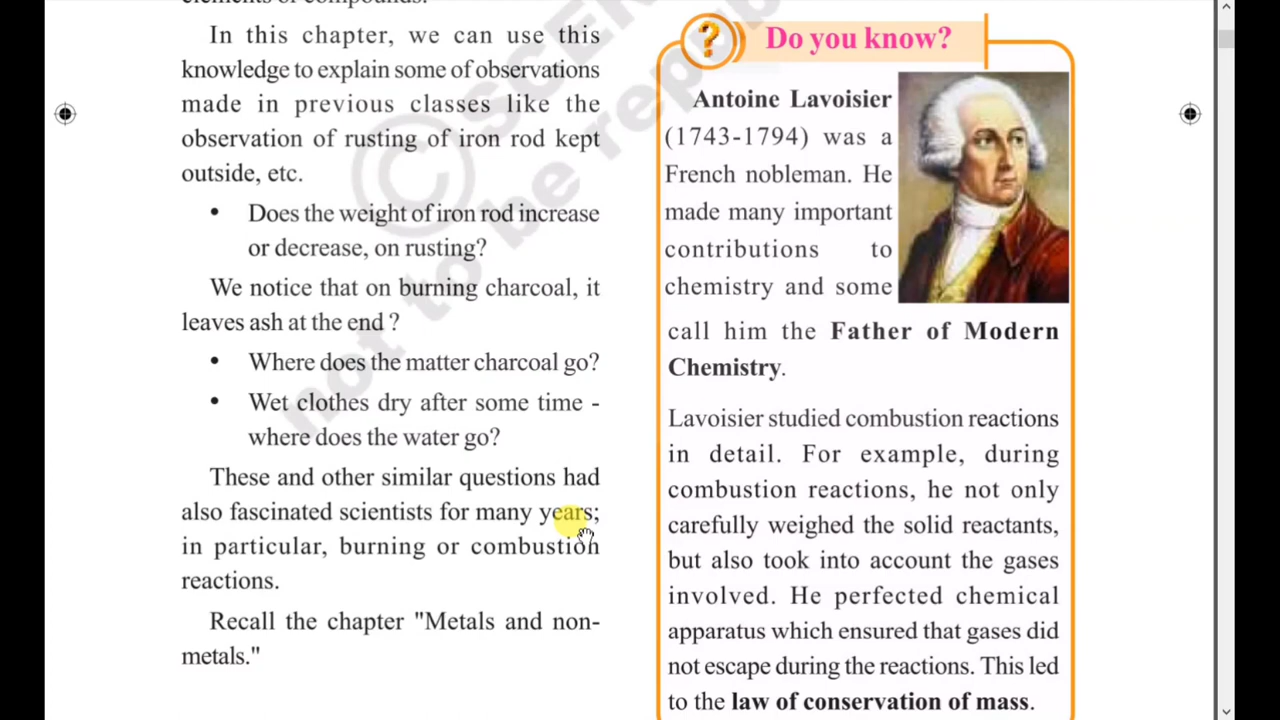 In this chapter, we can use this
knowledge to explain some of observations
made in previous classes like the
observation of rusting of iron rod kept
outside, etc.
• Does the weight of iron rod increase
or decrease, on rusting?
We notice that on burning charcoal, it
leaves ash at the end ?
• Where does the matter charcoal go?
• Wet clothes dry after some time -
where does the water go?
These and other similar questions had
also fascinated scientists for many years;
in particular, burning or combustion
reactions.
Recall the chapter "Metals and non-
metals."
? Do you know?
Antoine Lavoisier
(1743-1794) was a
French nobleman. He
made many important
contributions to
chemistry and some
call him the Father of Modern
Chemistry.
Lavoisier studied combustion reactions
in detail. For example, during
combustion reactions, he not only
carefully weighed the solid reactants,
but also took into account the gases
involved. He perfected chemical
apparatus which ensured that gases did
not escape during the reactions. This led
to the law of conservation of mass.
© SCER
not to be repub